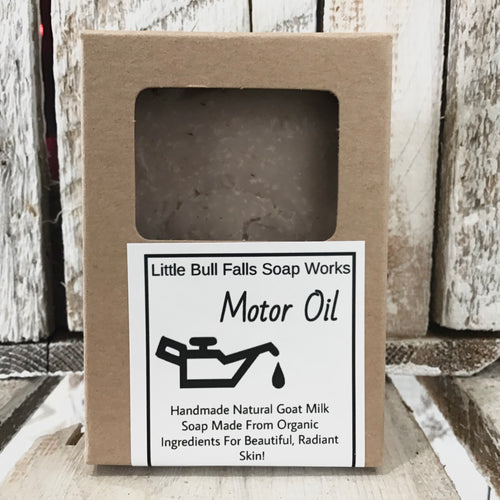 Little Bull Falls Soap Works
Motor Oil
Handmade Natural Goat Milk
Soap Made From Organic
Ingredients For Beautiful, Radiant
Skin!